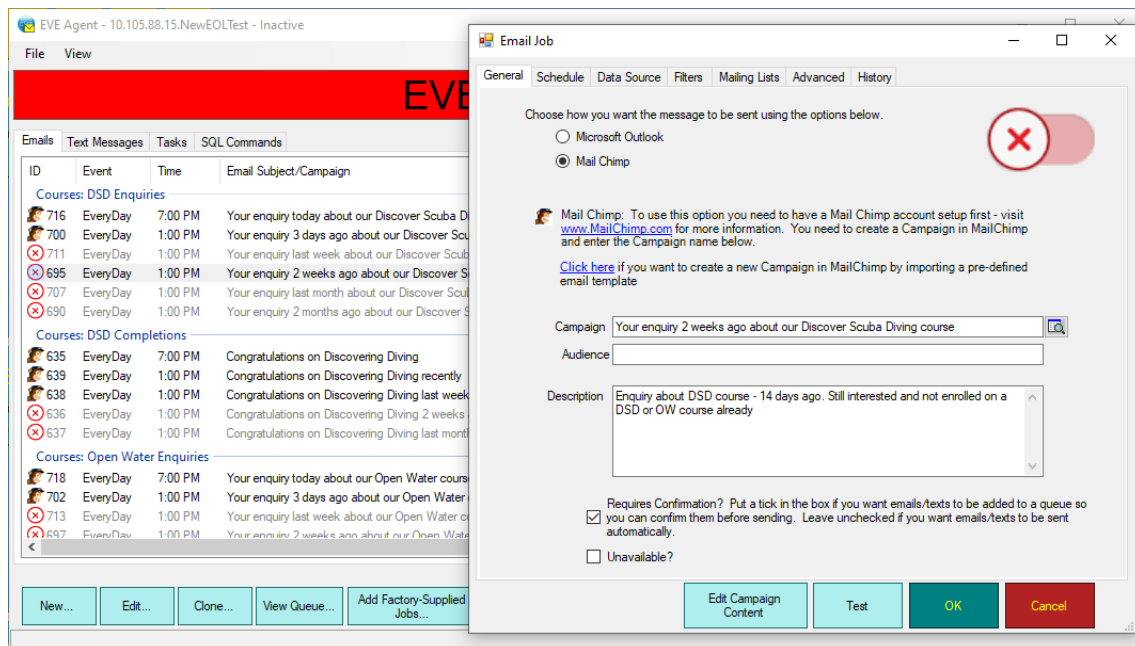 EVE Agent - 10.105.88.15.NewEOLTest - Inactive
File View
EVE
Emails Text Messages Tasks SQL Commands
ID Event Time Email Subject/Campaign
Courses: DSD Enquiries
716 EveryDay 7:00 PM Your enquiry today about our Discover Scuba Di
700 EveryDay 1:00 PM Your enquiry 3 days ago about our Discover Scu
711 EveryDay 1:00 PM Your enquiry last week about our Discover Scub
695 EveryDay 1:00 PM Your enquiry 2 weeks ago about our Discover S
707 EveryDay 1:00 PM Your enquiry last month about our Discover Scul
690 EveryDay 1:00 PM Your enquiry 2 months ago about our Discover S
Courses: DSD Completions
635 EveryDay 7:00 PM Congratulations on Discovering Diving
639 EveryDay 1:00 PM Congratulations on Discovering Diving recently
638 EveryDay 1:00 PM Congratulations on Discovering Diving last week
636 EveryDay 1:00 PM Congratulations on Discovering Diving 2 weeks
637 EveryDay 1:00 PM Congratulations on Discovering Diving last mont
Courses: Open Water Enquiries
718 EveryDay 7:00 PM Your enquiry today about our Open Water cours
702 EveryDay 1:00 PM Your enquiry 3 days ago about our Open Water
713 EveryDay 1:00 PM Your enquiry last week about our Open Water c
697 EveryDay 1:00 PM Your enquiry 2 weeks ago about our Open Wate
New... Edit... Clone... View Queue... Add Factory-Supplied
Jobs...
Email Job
General Schedule Data Source Filters Mailing Lists Advanced History
Choose how you want the message to be sent using the options below.
Microsoft Outlook
Mail Chimp
Mail Chimp: To use this option you need to have a Mail Chimp account setup first - visit
www.MailChimp.com for more information. You need to create a Campaign in MailChimp
and enter the Campaign name below.
Click here if you want to create a new Campaign in MailChimp by importing a pre-defined
email template
Campaign Your enquiry 2 weeks ago about our Discover Scuba Diving course
Audience
Description Enquiry about DSD course - 14 days ago. Still interested and not enrolled on a
DSD or OW course already
Requires Confirmation? Put a tick in the box if you want emails/texts to be added to a queue so
you can confirm them before sending. Leave unchecked if you want emails/texts to be sent
automatically.
Unavailable?
Edit Campaign
Content
Test
OK
Cancel